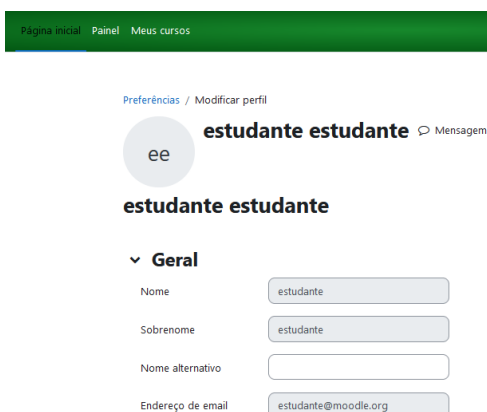 Página inicial Painel Meus cursos
Preferências / Modificar perfil
ee estudante estudante Mensagem
estudante estudante
Geral
Nome estudante
Sobrenome estudante
Nome alternativo
Endereço de email estudante@moodle.org